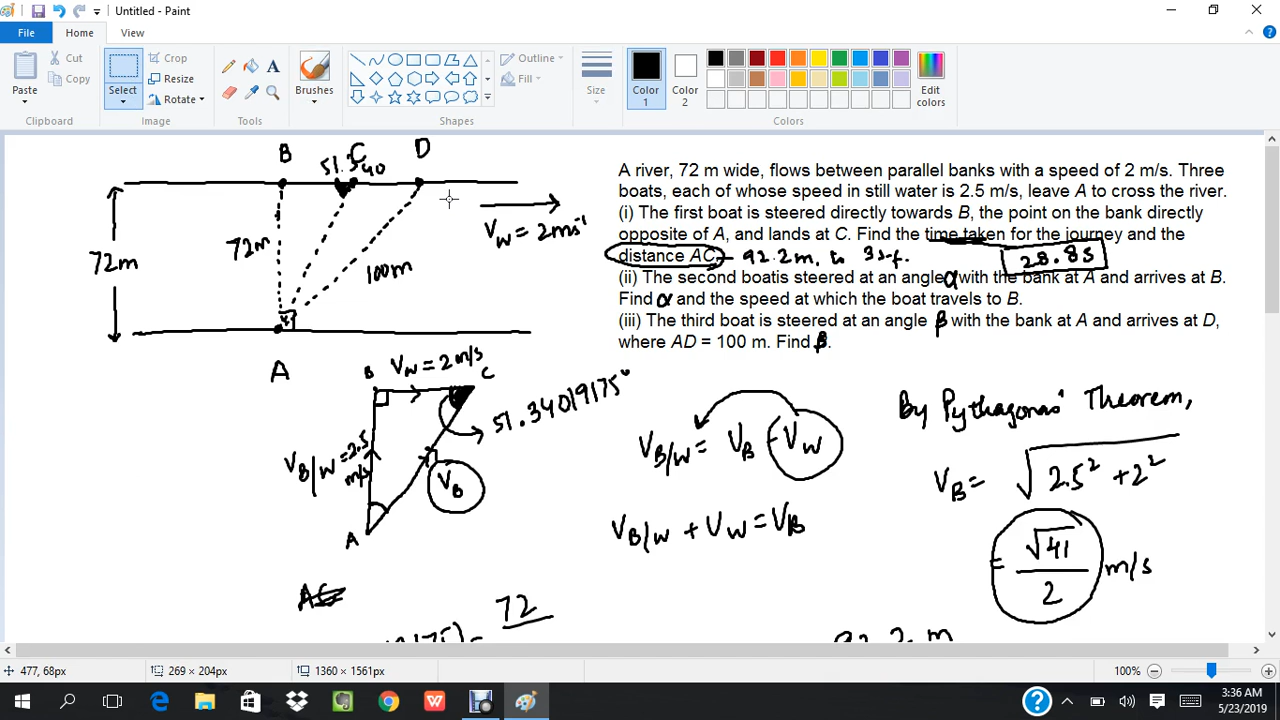 Untitled - Paint
File
Home
View
Paste
Cut
Copy
Clipboard
Select
Crop
Resize
Rotate
Image
Tools
Brushes
Shapes
Outline
Fill
Size
Color 1
Color 2
Edit colors
Colors
B
51.340
C
D
72m
72m
100m
A
VW = 2ms⁻¹
A river, 72 m wide, flows between parallel banks with a speed of 2 m/s. Three
boats, each of whose speed in still water is 2.5 m/s, leave A to cross the river.
(i) The first boat is steered directly towards B, the point on the bank directly
opposite of A, and lands at C. Find the time taken for the journey and the
distance AC. 92.2m, to 3 s.f. 28.8s
(ii) The second boatis steered at an angle α with the bank at A and arrives at B.
Find α and the speed at which the boat travels to B.
(iii) The third boat is steered at an angle β with the bank at A and arrives at D,
where AD = 100 m. Find β.
B
VW = 2m/s
C
51.34019175°
VB/W = 2.5 m/s
VB
A
VB/W = VB - VW
VB/W + VW = VB
By Pythagoras' Theorem,
VB = √2.5² + 2²
= √41/2 m/s
72
92.2 m
477, 68px
269 × 204px
1360 × 1561px
100%
3:36 AM
5/23/2019